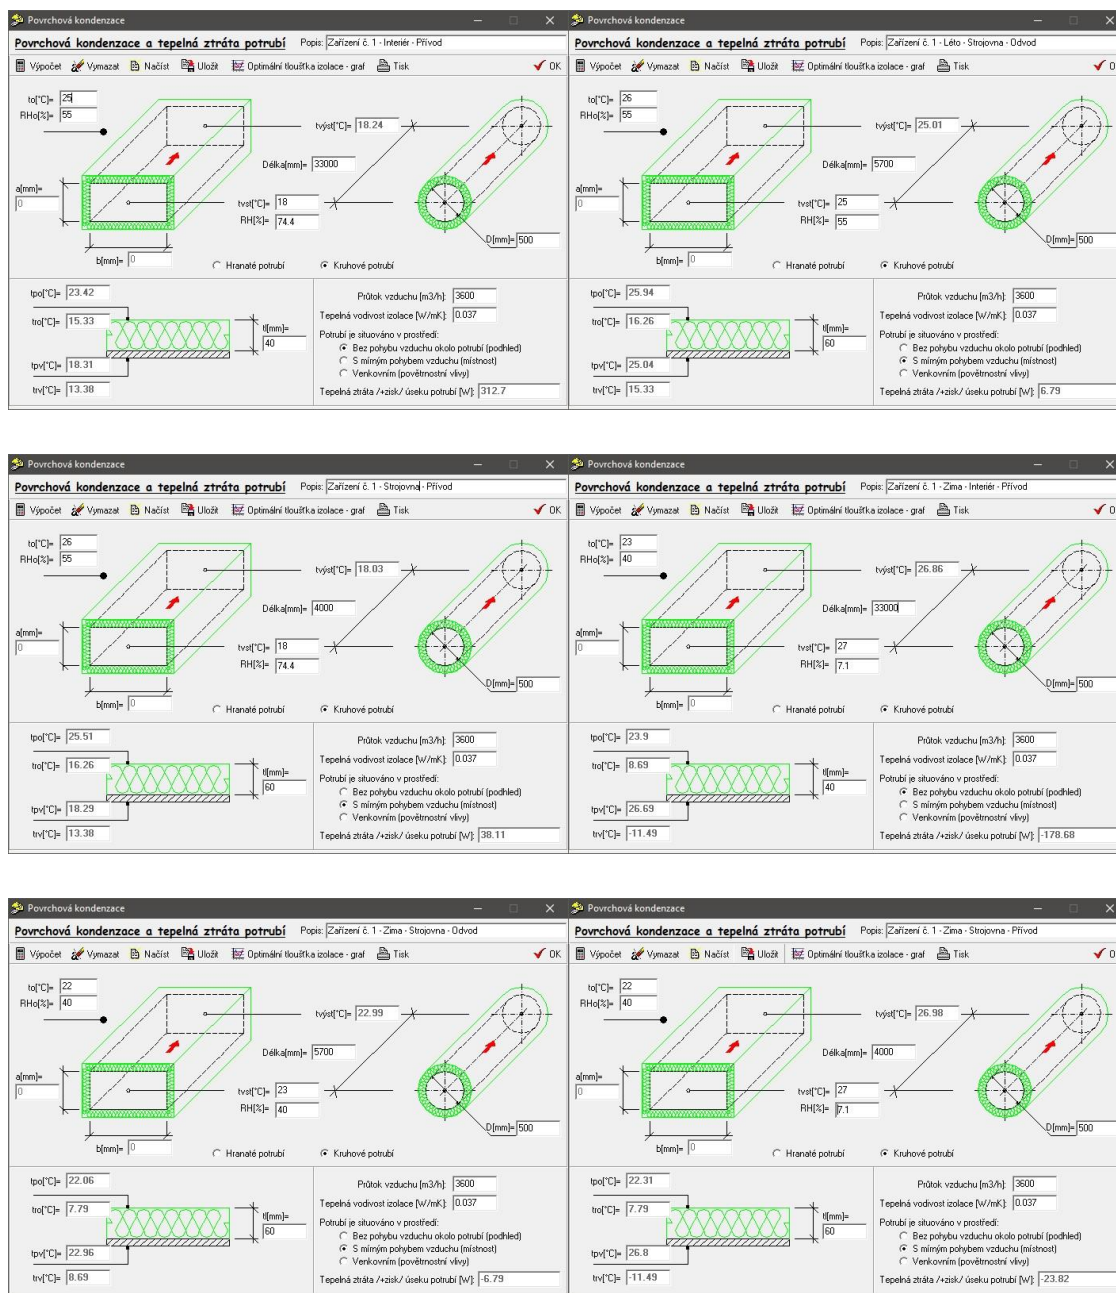 Povrchová kondenzace
Povrchová kondenzace a tepelná ztráta potrubí Popis: Zařízení č. 1 - Interiér - Přívod
Výpočet Vymazat Načíst Uložit Optimální tloušťka izolace - graf Tisk OK
to[°C]= 25
RHo[%]= 55
tvýst[°C]= 18.24
Délka[mm]= 33000
a[mm]=
0
tvst[°C]= 18
RH[%]= 74.4
D[mm]= 500
b[mm]= 0
Hranaté potrubí Kruhové potrubí
tpo[°C]= 23.42
tro[°C]= 15.33
tl[mm]=
40
tpv[°C]= 18.31
trv[°C]= 13.38
Průtok vzduchu [m3/h]: 3600
Tepelná vodivost izolace [W/mK]: 0.037
Potrubí je situováno v prostředí:
Bez pohybu vzduchu okolo potrubí (podhled)
S mírným pohybem vzduchu (místnost)
Venkovním (povětrnostní vlivy)
Tepelná ztráta /+zisk/ úseku potrubí [W]: 312.7
Povrchová kondenzace
Povrchová kondenzace a tepelná ztráta potrubí Popis: Zařízení č. 1 - Léto - Strojovna - Odvod
Výpočet Vymazat Načíst Uložit Optimální tloušťka izolace - graf Tisk
to[°C]= 26
RHo[%]= 55
tvýst[°C]= 25.01
Délka[mm]= 5700
a[mm]=
0
tvst[°C]= 25
RH[%]= 55
D[mm]= 500
b[mm]= 0
Hranaté potrubí Kruhové potrubí
tpo[°C]= 25.94
tro[°C]= 16.26
tl[mm]=
60
tpv[°C]= 25.04
trv[°C]= 15.33
Průtok vzduchu [m3/h]: 3600
Tepelná vodivost izolace [W/mK]: 0.037
Potrubí je situováno v prostředí:
Bez pohybu vzduchu okolo potrubí (podhled)
S mírným pohybem vzduchu (místnost)
Venkovním (povětrnostní vlivy)
Tepelná ztráta /+zisk/ úseku potrubí [W]: 6.79
Povrchová kondenzace
Povrchová kondenzace a tepelná ztráta potrubí Popis: Zařízení č. 1 - Strojovna - Přívod
Výpočet Vymazat Načíst Uložit Optimální tloušťka izolace - graf Tisk OK
to[°C]= 26
RHo[%]= 55
tvýst[°C]= 18.03
Délka[mm]= 4000
a[mm]=
0
tvst[°C]= 18
RH[%]= 74.4
D[mm]= 500
b[mm]= 0
Hranaté potrubí Kruhové potrubí
tpo[°C]= 25.51
tro[°C]= 16.26
tl[mm]=
60
tpv[°C]= 18.29
trv[°C]= 13.38
Průtok vzduchu [m3/h]: 3600
Tepelná vodivost izolace [W/mK]: 0.037
Potrubí je situováno v prostředí:
Bez pohybu vzduchu okolo potrubí (podhled)
S mírným pohybem vzduchu (místnost)
Venkovním (povětrnostní vlivy)
Tepelná ztráta /+zisk/ úseku potrubí [W]: 38.11
Povrchová kondenzace
Povrchová kondenzace a tepelná ztráta potrubí Popis: Zařízení č. 1 - Zima - Interiér - Přívod
Výpočet Vymazat Načíst Uložit Optimální tloušťka izolace - graf Tisk
to[°C]= 23
RHo[%]= 40
tvýst[°C]= 26.86
Délka[mm]= 33000
a[mm]=
0
tvst[°C]= 27
RH[%]= 7.1
D[mm]= 500
b[mm]= 0
Hranaté potrubí Kruhové potrubí
tpo[°C]= 23.9
tro[°C]= 8.69
tl[mm]=
40
tpv[°C]= 26.69
trv[°C]= -11.49
Průtok vzduchu [m3/h]: 3600
Tepelná vodivost izolace [W/mK]: 0.037
Potrubí je situováno v prostředí:
Bez pohybu vzduchu okolo potrubí (podhled)
S mírným pohybem vzduchu (místnost)
Venkovním (povětrnostní vlivy)
Tepelná ztráta /+zisk/ úseku potrubí [W]: -178.68
Povrchová kondenzace
Povrchová kondenzace a tepelná ztráta potrubí Popis: Zařízení č. 1 - Zima - Strojovna - Odvod
Výpočet Vymazat Načíst Uložit Optimální tloušťka izolace - graf Tisk OK
to[°C]= 22
RHo[%]= 40
tvýst[°C]= 22.99
Délka[mm]= 5700
a[mm]=
0
tvst[°C]= 23
RH[%]= 40
D[mm]= 500
b[mm]= 0
Hranaté potrubí Kruhové potrubí
tpo[°C]= 22.06
tro[°C]= 7.79
tl[mm]=
60
tpv[°C]= 22.96
trv[°C]= 8.69
Průtok vzduchu [m3/h]: 3600
Tepelná vodivost izolace [W/mK]: 0.037
Potrubí je situováno v prostředí:
Bez pohybu vzduchu okolo potrubí (podhled)
S mírným pohybem vzduchu (místnost)
Venkovním (povětrnostní vlivy)
Tepelná ztráta /+zisk/ úseku potrubí [W]: -6.79
Povrchová kondenzace
Povrchová kondenzace a tepelná ztráta potrubí Popis: Zařízení č. 1 - Zima - Strojovna - Přívod
Výpočet Vymazat Načíst Uložit Optimální tloušťka izolace - graf Tisk
to[°C]= 22
RHo[%]= 40
tvýst[°C]= 26.98
Délka[mm]= 4000
a[mm]=
0
tvst[°C]= 27
RH[%]= 7.1
D[mm]= 500
b[mm]= 0
Hranaté potrubí Kruhové potrubí
tpo[°C]= 22.31
tro[°C]= 7.79
tl[mm]=
60
tpv[°C]= 26.8
trv[°C]= -11.49
Průtok vzduchu [m3/h]: 3600
Tepelná vodivost izolace [W/mK]: 0.037
Potrubí je situováno v prostředí:
Bez pohybu vzduchu okolo potrubí (podhled)
S mírným pohybem vzduchu (místnost)
Venkovním (povětrnostní vlivy)
Tepelná ztráta /+zisk/ úseku potrubí [W]: -23.82